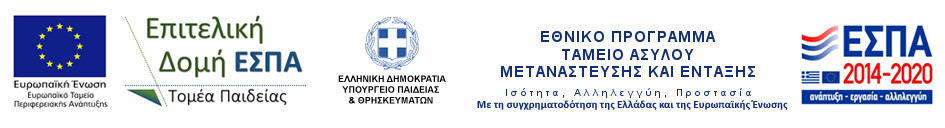 Ευρωπαϊκή Ένωση
Ευρωπαϊκό Ταμείο
Περιφερειακής Ανάπτυξης
Επιτελική
Δομή ΕΣΠΑ
Τομέα Παιδείας
ΕΛΛΗΝΙΚΗ ΔΗΜΟΚΡΑΤΙΑ
ΥΠΟΥΡΓΕΙΟ ΠΑΙΔΕΙΑΣ
& ΘΡΗΣΚΕΥΜΑΤΩΝ
ΕΘΝΙΚΟ ΠΡΟΓΡΑΜΜΑ
ΤΑΜΕΙΟ ΑΣΥΛΟΥ
ΜΕΤΑΝΑΣΤΕΥΣΗΣ ΚΑΙ ΕΝΤΑΞΗΣ
Ισότητα, Αλληλεγγύη, Προστασία
Με τη συγχρηματοδότηση της Ελλάδας και της Ευρωπαϊκής Ένωσης
ΕΣΠΑ
2014-2020
ανάπτυξη - εργασία - αλληλεγγύη